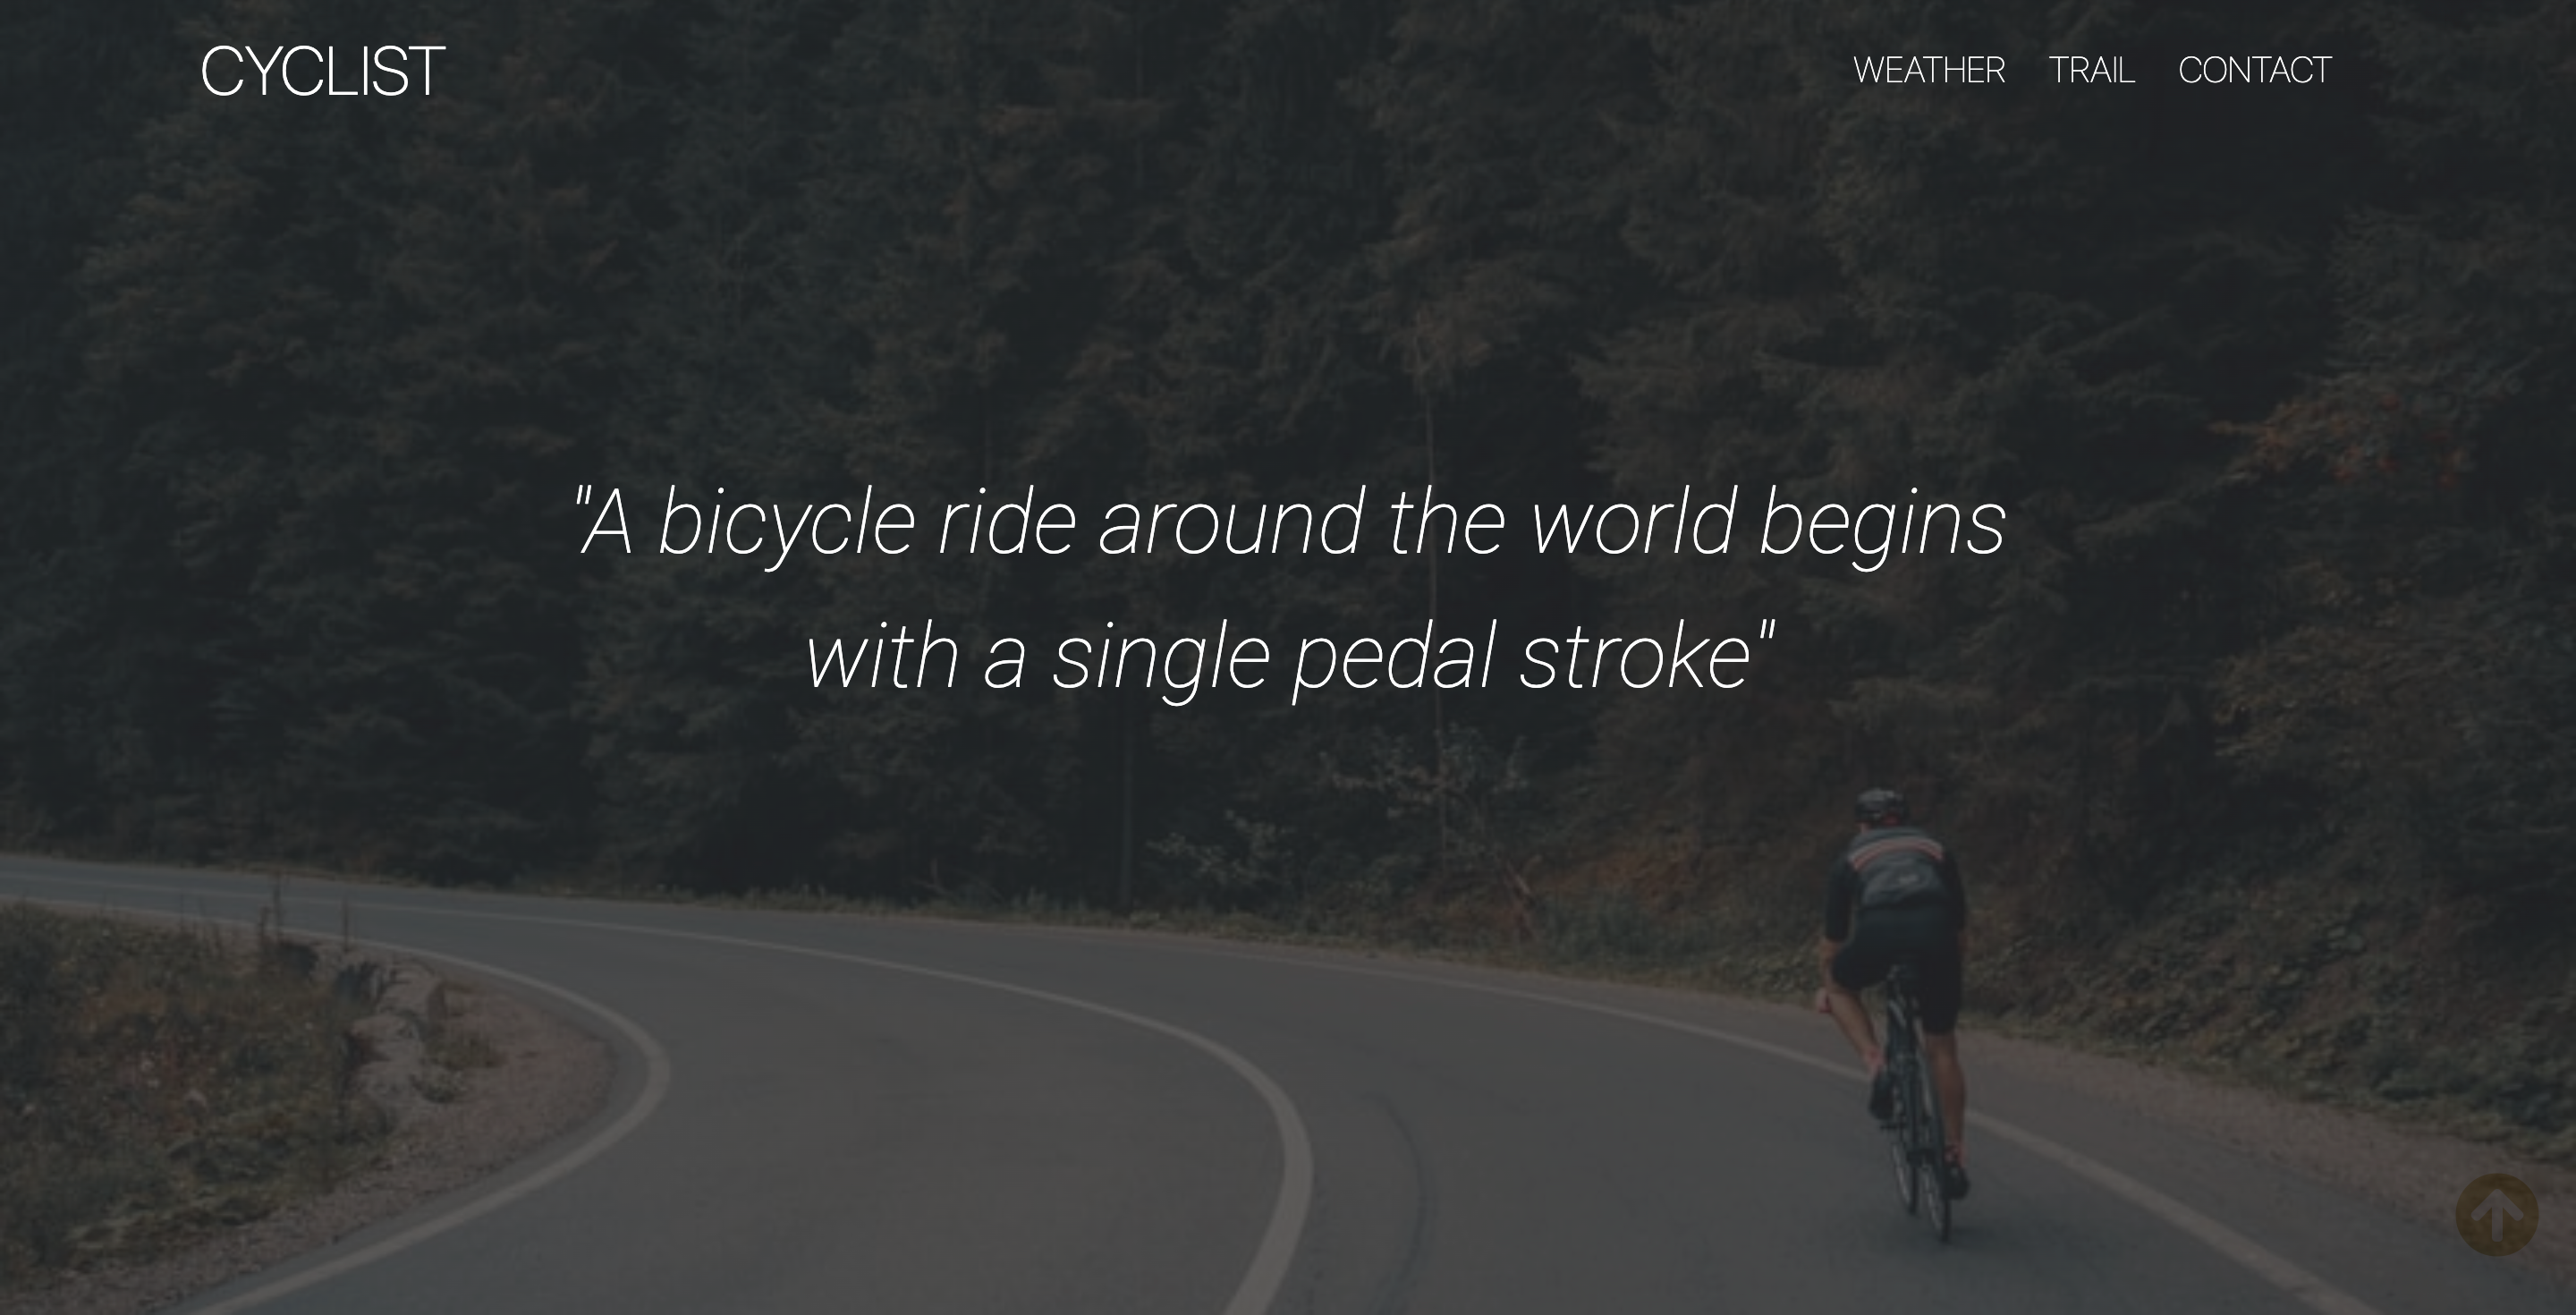 CYCLIST
WEATHER TRAIL CONTACT
"A bicycle ride around the world begins
with a single pedal stroke"